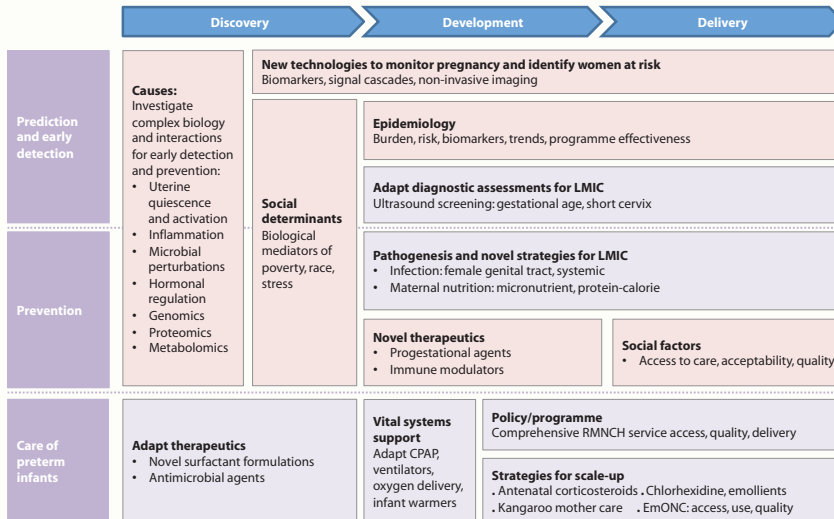 Discovery
Development
Delivery
Prediction
and early
detection
Causes:
Investigate
complex biology
and interactions
for early detection
and prevention:
• Uterine
quiescence
and activation
• Inflammation
• Microbial
perturbations
• Hormonal
regulation
• Genomics
• Proteomics
• Metabolomics
New technologies to monitor pregnancy and identify women at risk
Biomarkers, signal cascades, non-invasive imaging
Social
determinants
Biological
mediators of
poverty, race,
stress
Epidemiology
Burden, risk, biomarkers, trends, programme effectiveness
Adapt diagnostic assessments for LMIC
Ultrasound screening: gestational age, short cervix
Prevention
Pathogenesis and novel strategies for LMIC
• Infection: female genital tract, systemic
• Maternal nutrition: micronutrient, protein-calorie
Novel therapeutics
• Progestational agents
• Immune modulators
Social factors
• Access to care, acceptability, quality
Care of
preterm
infants
Adapt therapeutics
• Novel surfactant formulations
• Antimicrobial agents
Vital systems
support
Adapt CPAP,
ventilators,
oxygen delivery,
infant warmers
Policy/programme
Comprehensive RMNCH service access, quality, delivery
Strategies for scale-up
. Antenatal corticosteroids . Chlorhexidine, emollients
. Kangaroo mother care . EmONC: access, use, quality